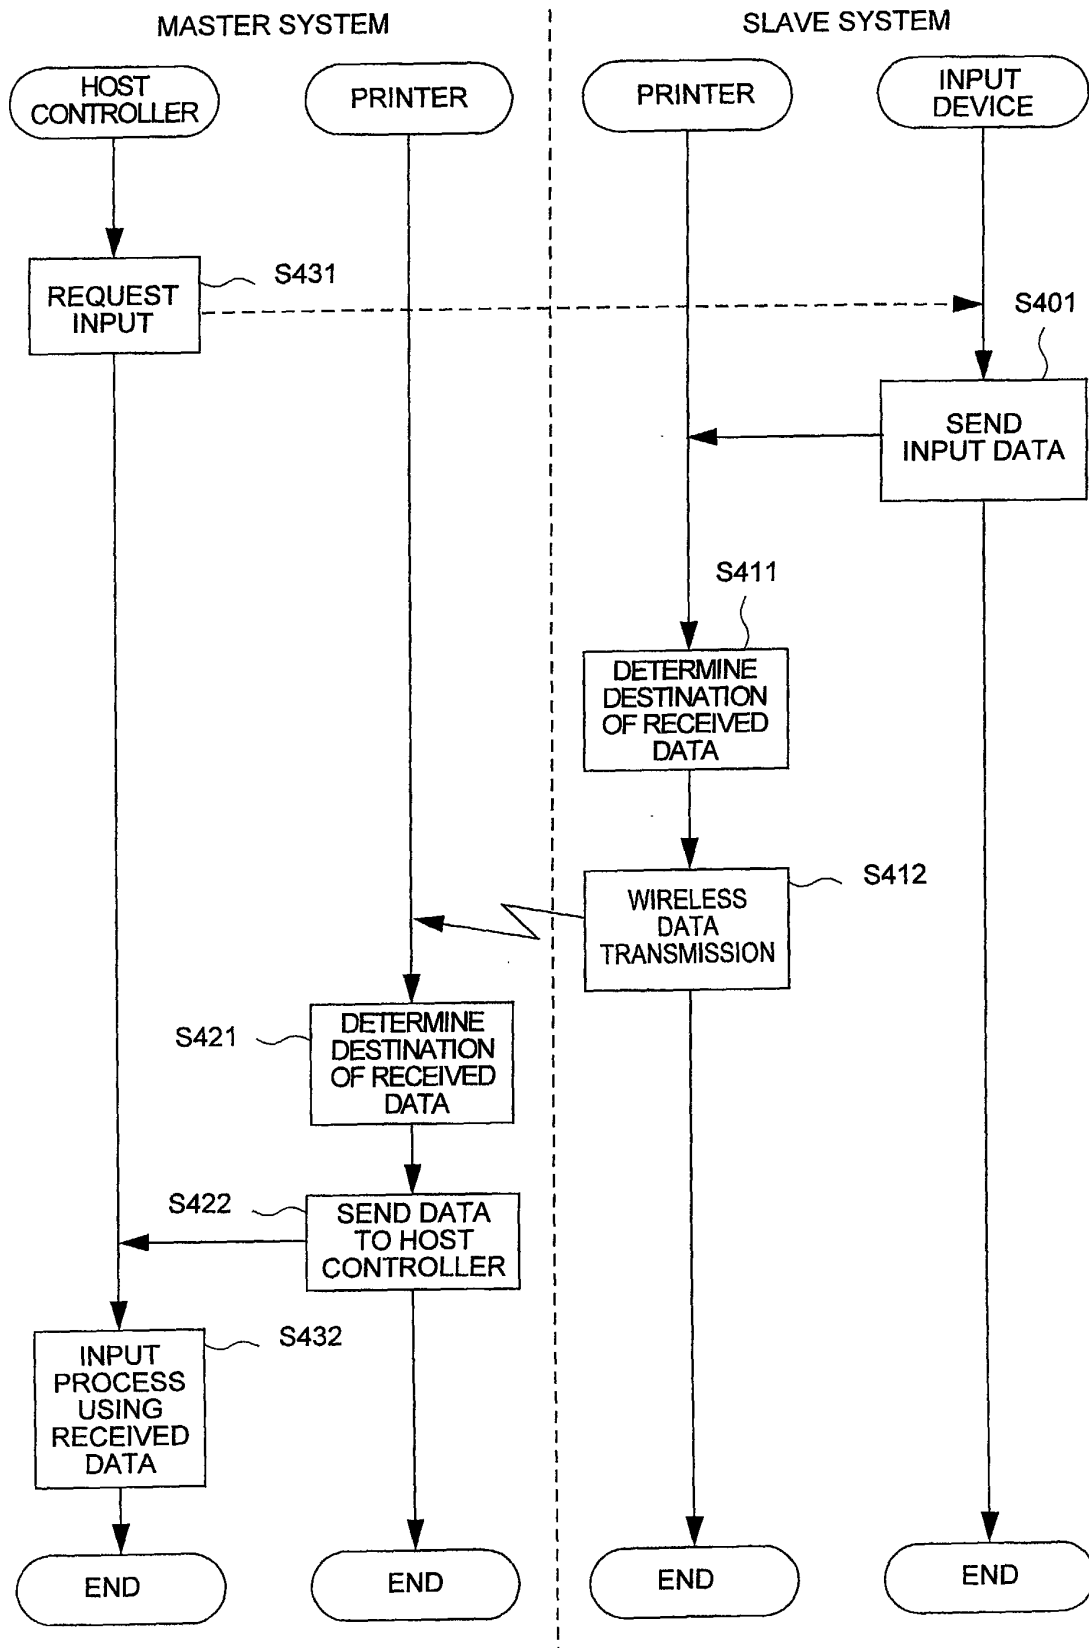 MASTER SYSTEM
SLAVE SYSTEM
HOST
CONTROLLER
PRINTER
PRINTER
INPUT
DEVICE
S431
REQUEST
INPUT
S401
SEND
INPUT DATA
S411
DETERMINE
DESTINATION
OF RECEIVED
DATA
S412
WIRELESS
DATA
TRANSMISSION
S421
DETERMINE
DESTINATION
OF RECEIVED
DATA
S422
SEND DATA
TO HOST
CONTROLLER
S432
INPUT
PROCESS
USING
RECEIVED
DATA
END
END
END
END